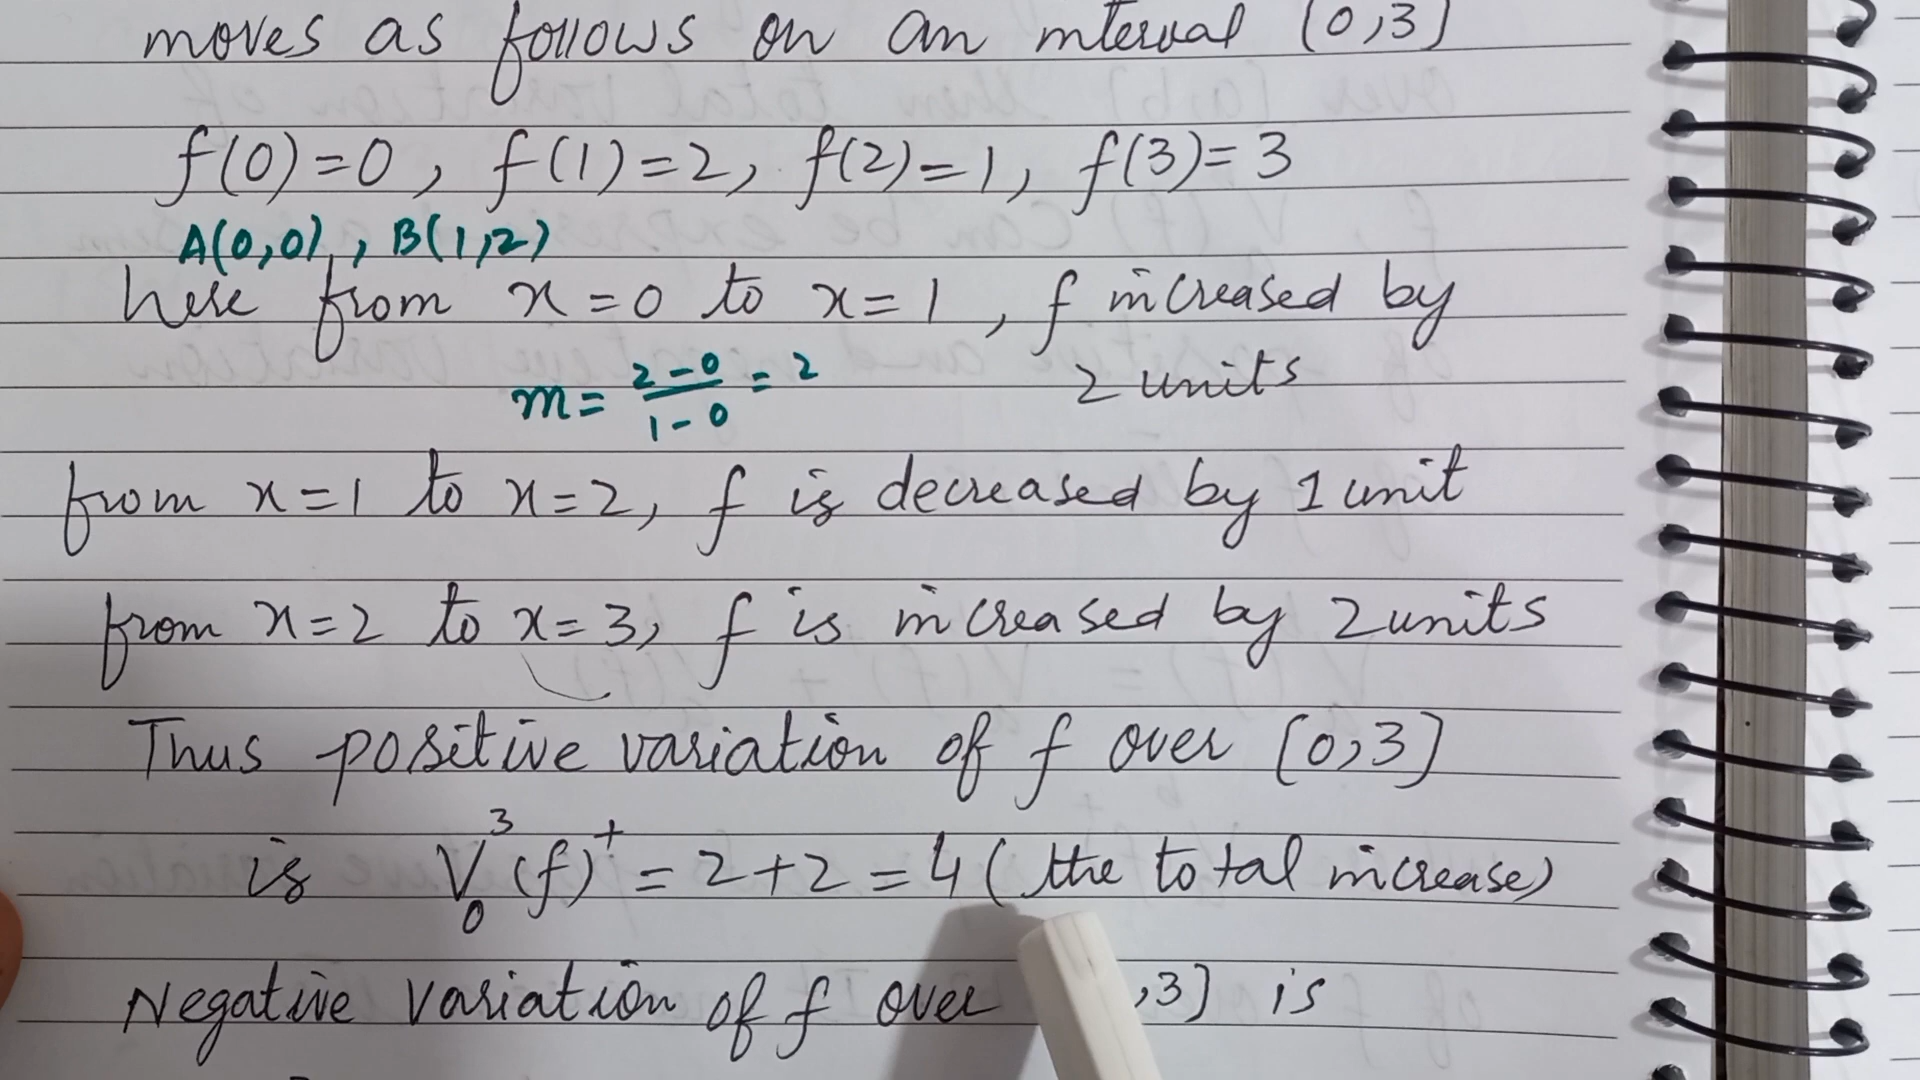 moves as follows on an interval [0,3]
f(0)=0, f(1)=2, f(2)=1, f(3)=3
A(0,0), B(1,2)
here from x=0 to x=1, f increased by
2 units
m = 2-0/1-0 = 2
from x=1 to x=2, f is decreased by 1 unit
from x=2 to x=3, f is increased by 2 units
Thus positive variation of f over [0,3]
is V₀³(f)⁺ = 2+2 = 4 (the total increase)
Negative variation of f over ,3] is